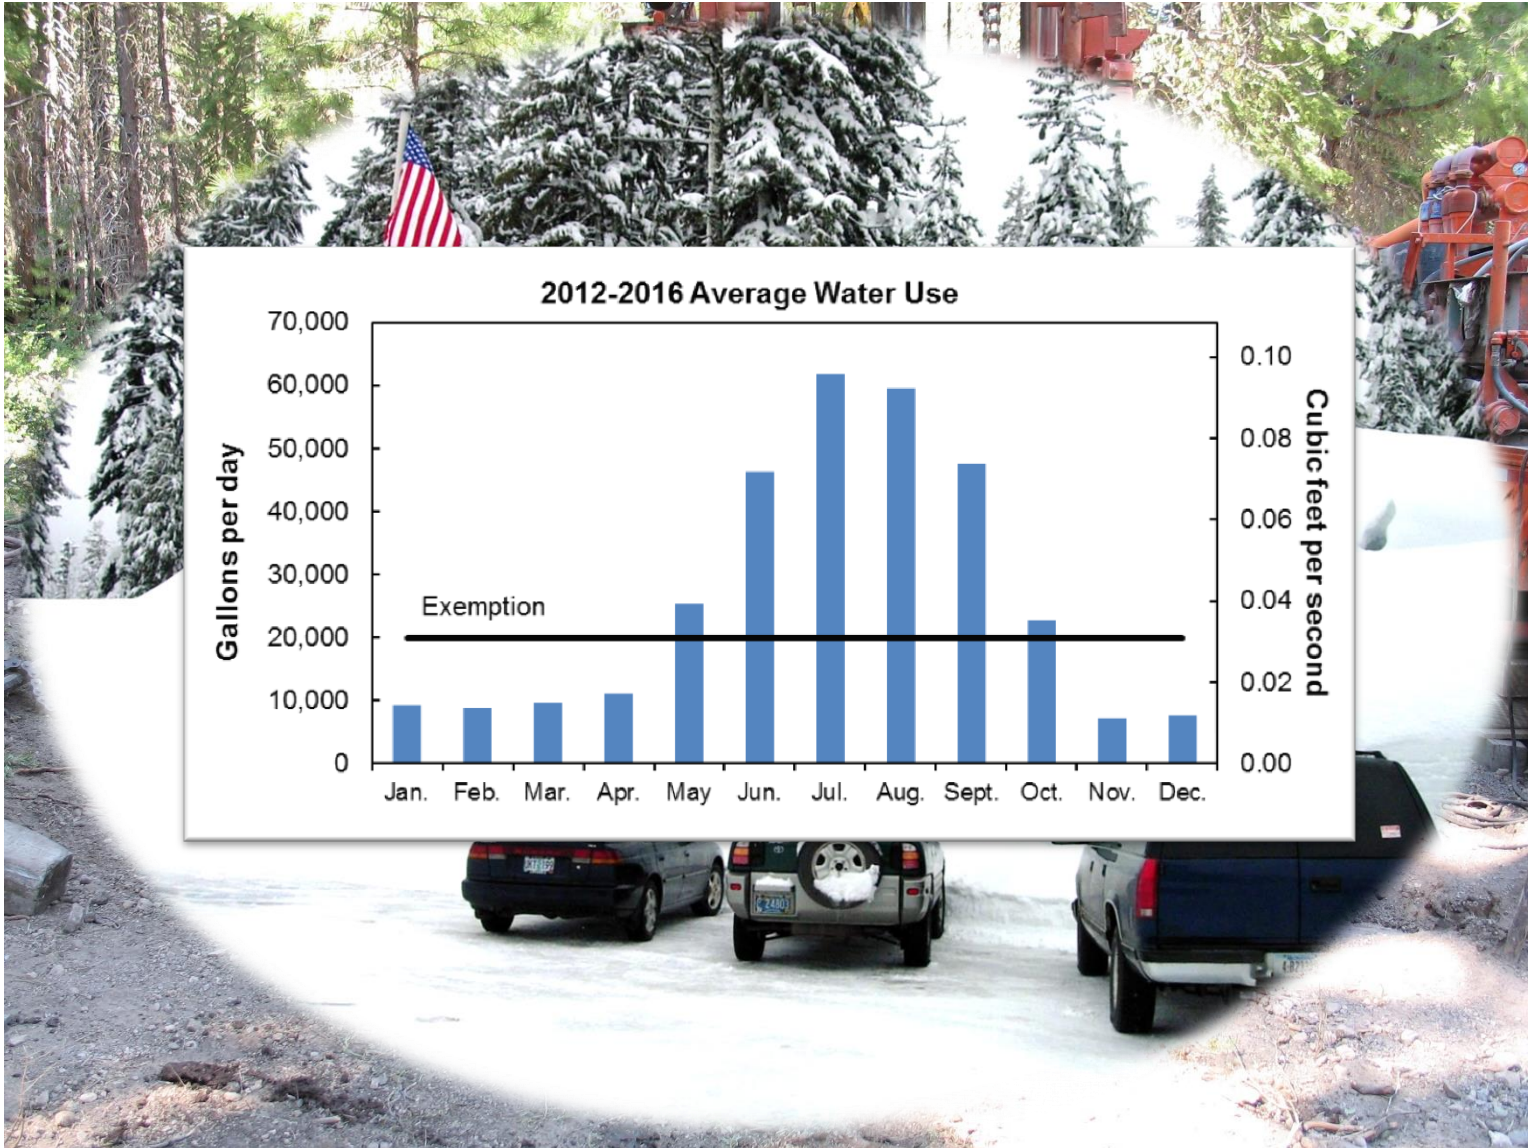 2012-2016 Average Water Use
70,000
60,000
50,000
40,000
30,000
20,000
10,000
0
Gallons per day
Exemption
0.10
0.08
0.06
0.04
0.02
0.00
Cubic feet per second
Jan. Feb. Mar. Apr. May Jun. Jul. Aug. Sept. Oct. Nov. Dec.